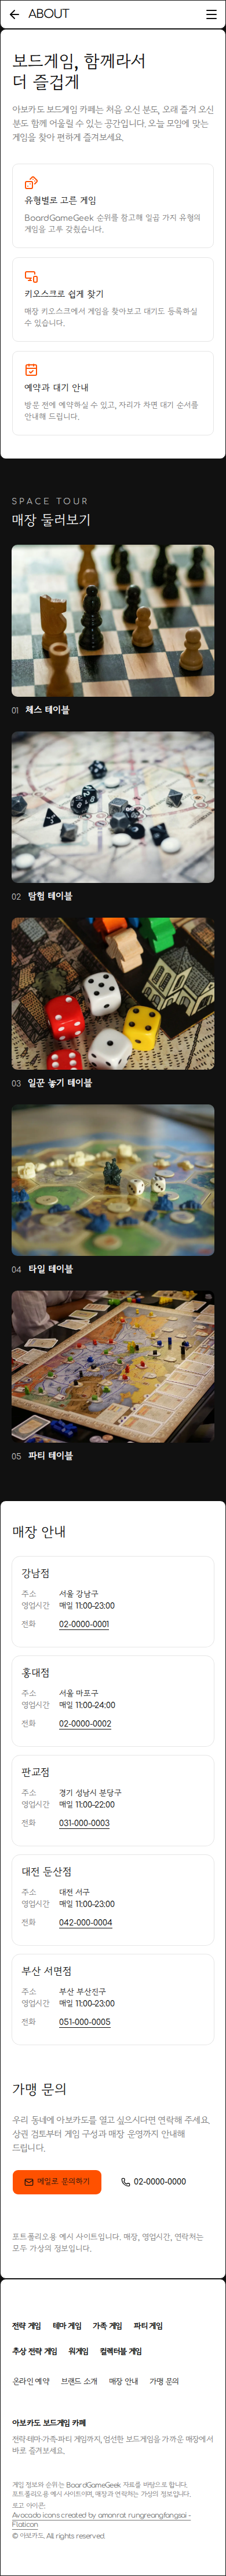 ABOUT
보드게임, 함께라서
더 즐겁게
아보카도 보드게임 카페는 처음 오신 분도, 오래 즐겨 오신
분도 함께 어울릴 수 있는 공간입니다. 오늘 모임에 맞는
게임을 찾아 편하게 즐겨보세요.
유형별로 고른 게임
BoardGameGeek 순위를 참고해 일곱 가지 유형의
게임을 고루 갖췄습니다.
키오스크로 쉽게 찾기
매장 키오스크에서 게임을 찾아보고 대기도 등록하실
수 있습니다.
예약과 대기 안내
방문 전에 예약하실 수 있고, 자리가 차면 대기 순서를
안내해 드립니다.
SPACE TOUR
매장 둘러보기
01 체스 테이블
02 탐험 테이블
03 일꾼 놓기 테이블
04 타일 테이블
05 파티 테이블
매장 안내
강남점
주소 서울 강남구
영업시간 매일 11:00–23:00
전화 02-0000-0001
홍대점
주소 서울 마포구
영업시간 매일 11:00–24:00
전화 02-0000-0002
판교점
주소 경기 성남시 분당구
영업시간 매일 11:00–22:00
전화 031-000-0003
대전 둔산점
주소 대전 서구
영업시간 매일 11:00–23:00
전화 042-000-0004
부산 서면점
주소 부산 부산진구
영업시간 매일 11:00–23:00
전화 051-000-0005
가맹 문의
우리 동네에 아보카도를 열고 싶으시다면 연락해 주세요.
상권 검토부터 게임 구성과 매장 운영까지 안내해
드립니다.
메일로 문의하기 02-0000-0000
포트폴리오용 예시 사이트입니다. 매장, 영업시간, 연락처는
모두 가상의 정보입니다.
전략 게임 테마 게임 가족 게임 파티 게임
추상 전략 게임 워게임 컬렉터블 게임
온라인 예약 브랜드 소개 매장 안내 가맹 문의
아보카도 보드게임 카페
전략·테마·가족·파티 게임까지, 엄선한 보드게임을 가까운 매장에서
바로 즐겨보세요.
게임 정보와 순위는 BoardGameGeek 자료를 바탕으로 합니다.
포트폴리오용 예시 사이트이며, 매장과 연락처는 가상의 정보입니다.
로고 아이콘:
Avocado icons created by amonrat rungreangfangsai -
Flaticon
© 아보카도. All rights reserved.